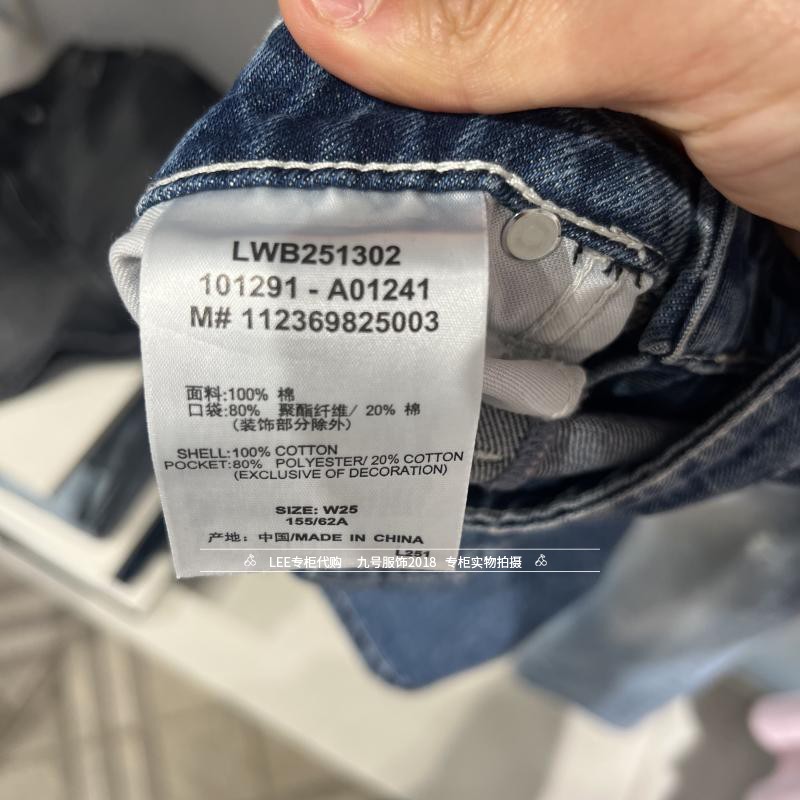 LWB251302
101291 - A01241
M# 112369825003
面料:100% 棉
口袋:80% 聚酯纤维/ 20% 棉
(装饰部分除外)
SHELL:100% COTTON
POCKET:80% POLYESTER/ 20% COTTON
(EXCLUSIVE OF DECORATION)
SIZE: W25
155/62A
产地: 中国/MADE IN CHINA
L251
LEE专柜代购 九号服饰2018 专柜实物拍摄